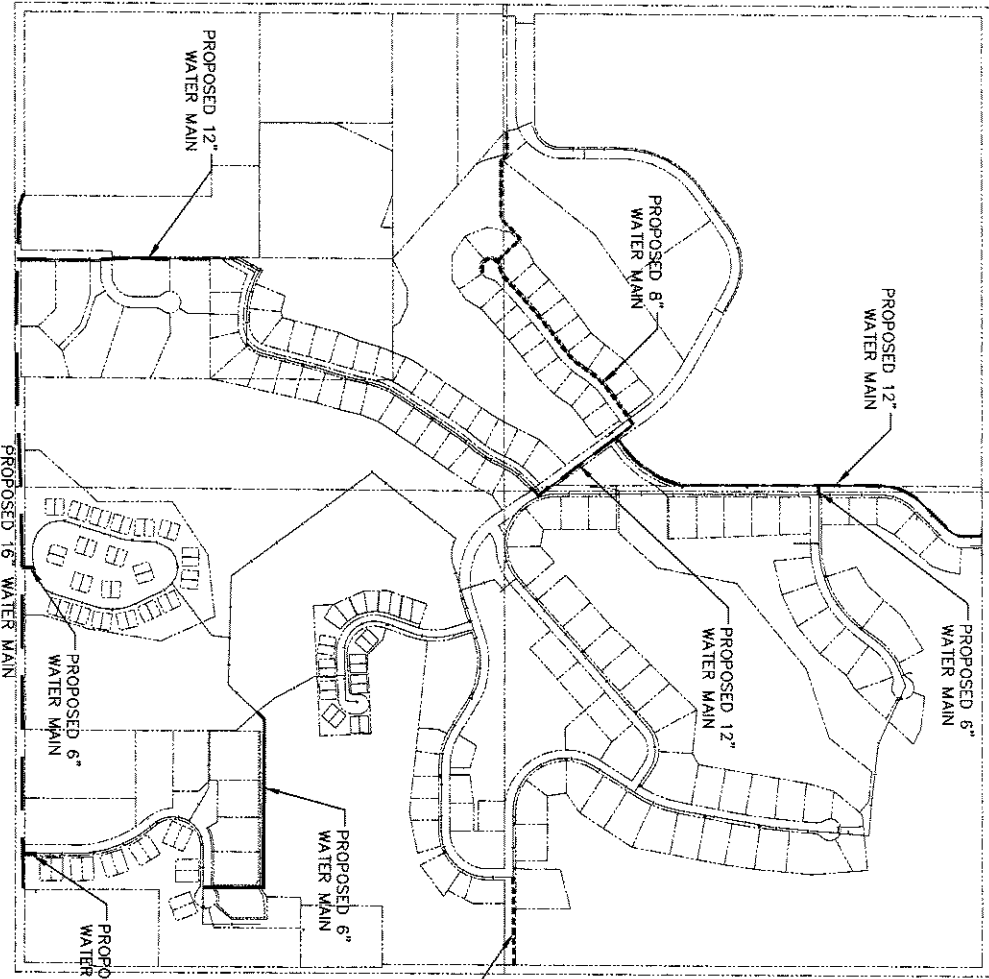 PROPOSED 12"
WATER MAIN
PROPOSED 8"
WATER MAIN
PROPOSED 12"
WATER MAIN
PROPOSED 6"
WATER MAIN
PROPOSED 12"
WATER MAIN
PROPOSED 16" WATER MAIN
PROPOSED 6"
WATER MAIN
PROPOSED 6"
WATER MAIN
PROPO
WATER